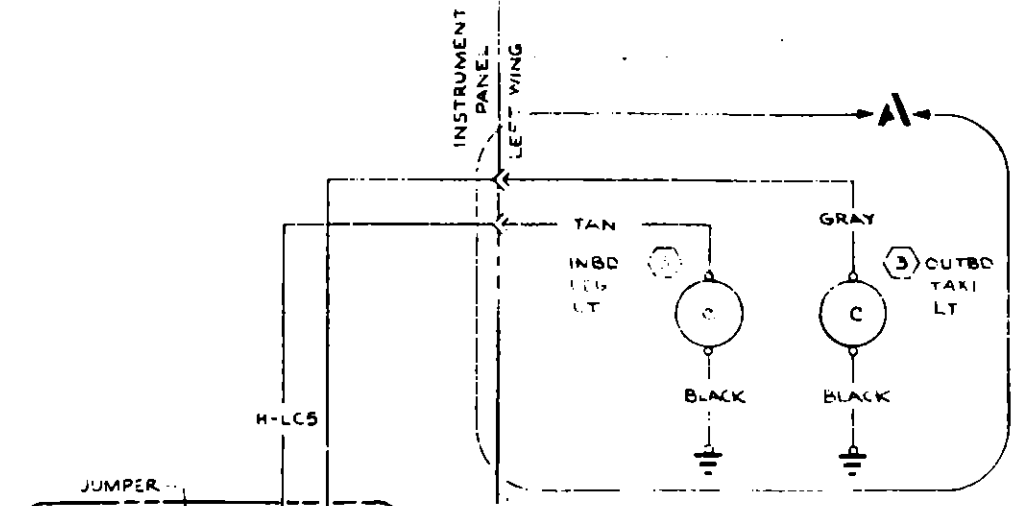 INSTRUMENT
PANEL
LEFT WING
A
TAN
GRAY
INBD
LT
3
OUTBD
TAXI
LT
C
C
BLACK
BLACK
H-LC5
JUMPER